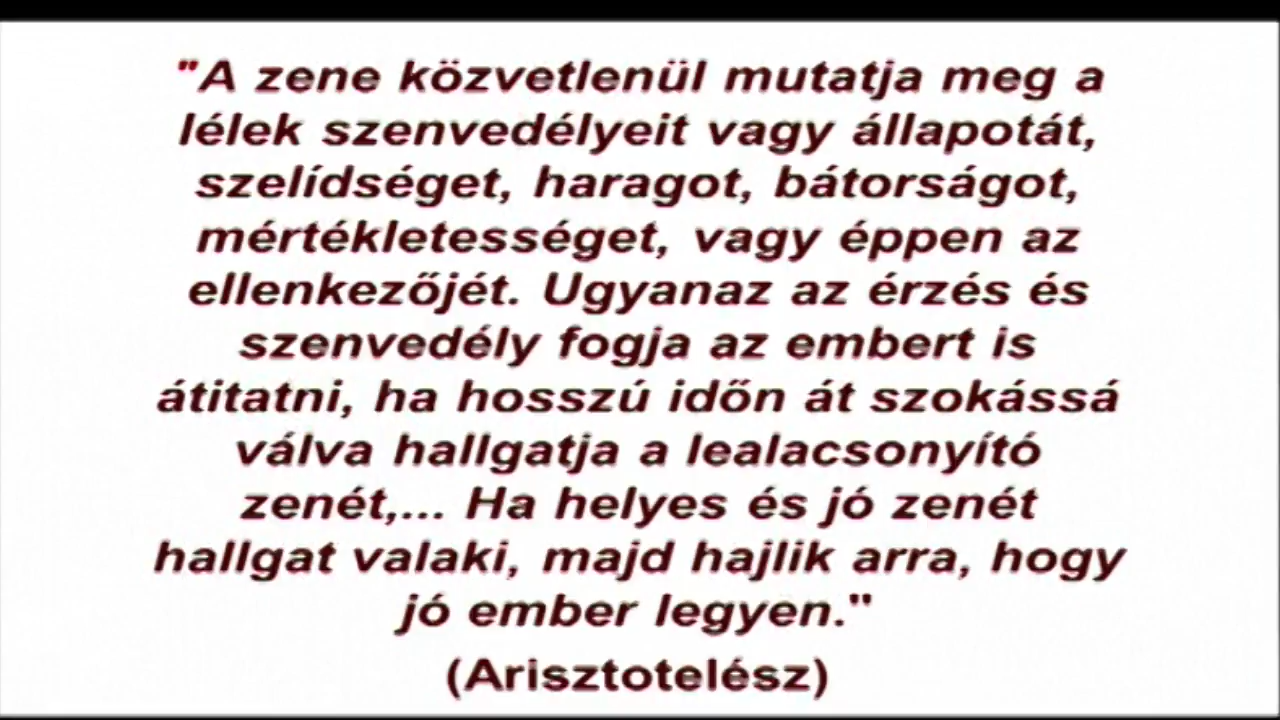 "A zene közvetlenül mutatja meg a
lélek szenvedélyeit vagy állapotát,
szelídséget, haragot, bátorságot,
mértékletességet, vagy éppen az
ellenkezőjét. Ugyanaz az érzés és
szenvedély fogja az embert is
átitatni, ha hosszú időn át szokássá
válva hallgatja a lealacsonyító
zenét,... Ha helyes és jó zenét
hallgat valaki, majd hajlik arra, hogy
jó ember legyen."
(Arisztotelész)